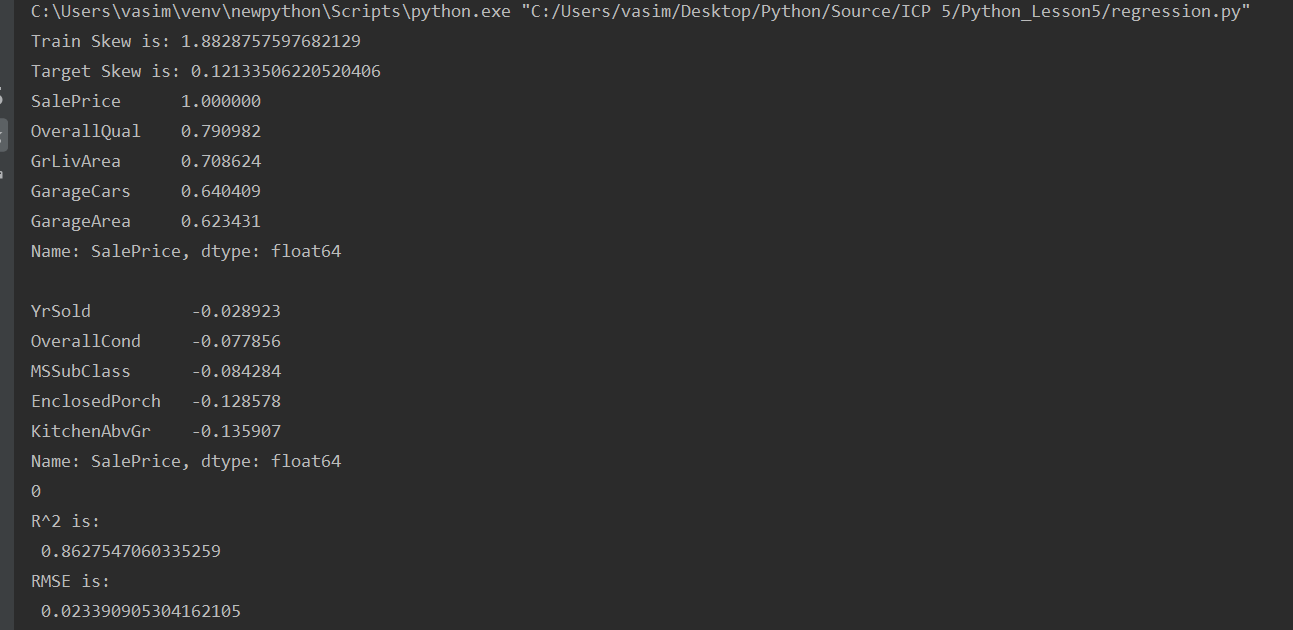 C:\Users\vasim\venv\newpython\Scripts\python.exe "C:/Users/vasim/Desktop/Python/Source/ICP 5/Python_Lesson5/regression.py"
Train Skew is: 1.8828757597682129
Target Skew is: 0.12133506220520406
SalePrice      1.000000
OverallQual    0.790982
GrLivArea      0.708624
GarageCars     0.640409
GarageArea     0.623431
Name: SalePrice, dtype: float64

YrSold          -0.028923
OverallCond     -0.077856
MSSubClass      -0.084284
EnclosedPorch   -0.128578
KitchenAbvGr    -0.135907
Name: SalePrice, dtype: float64
0
R^2 is:
 0.8627547060335259
RMSE is:
 0.023390905304162105